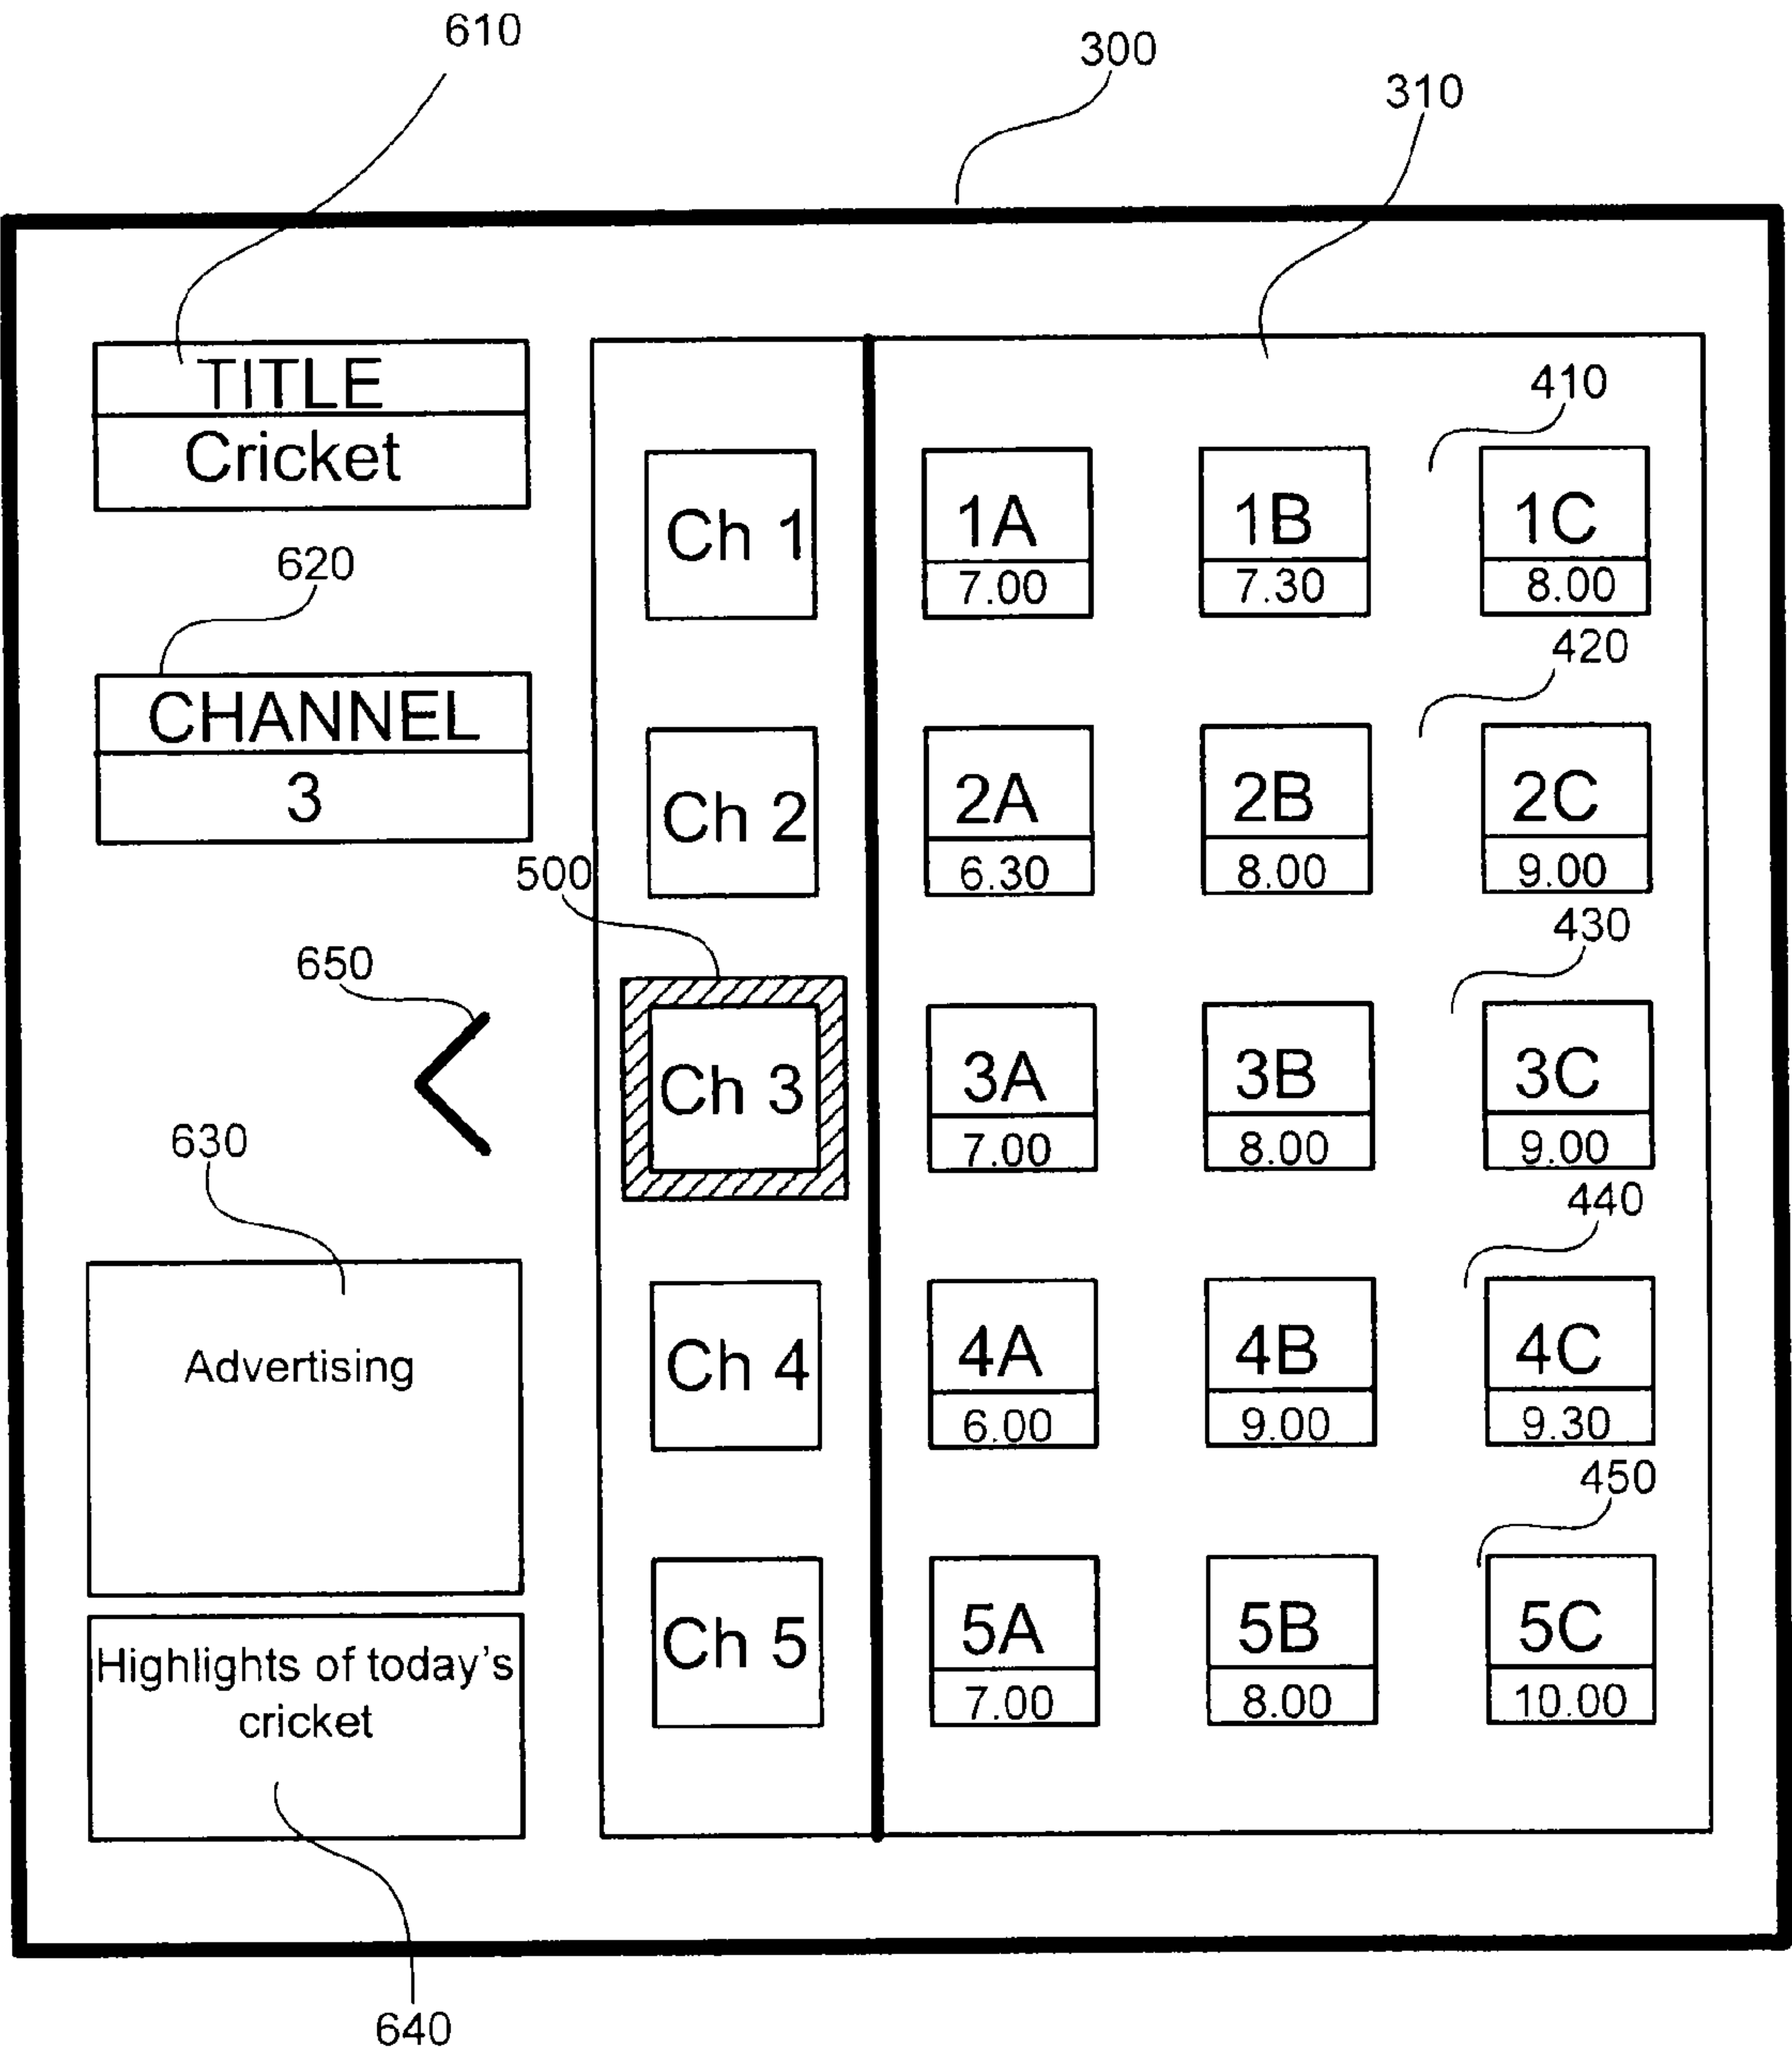 610
300
310
TITLE
Cricket
410
Ch 1
1A
1B
1C
7.00
7.30
8.00
620
420
CHANNEL
3
Ch 2
2A
2B
2C
6.30
8.00
9.00
500
430
650
Ch 3
3A
3B
3C
7.00
8.00
9.00
630
440
Advertising
Ch 4
4A
4B
4C
6.00
9.00
9.30
450
Highlights of today's
cricket
Ch 5
5A
5B
5C
7.00
8.00
10.00
640